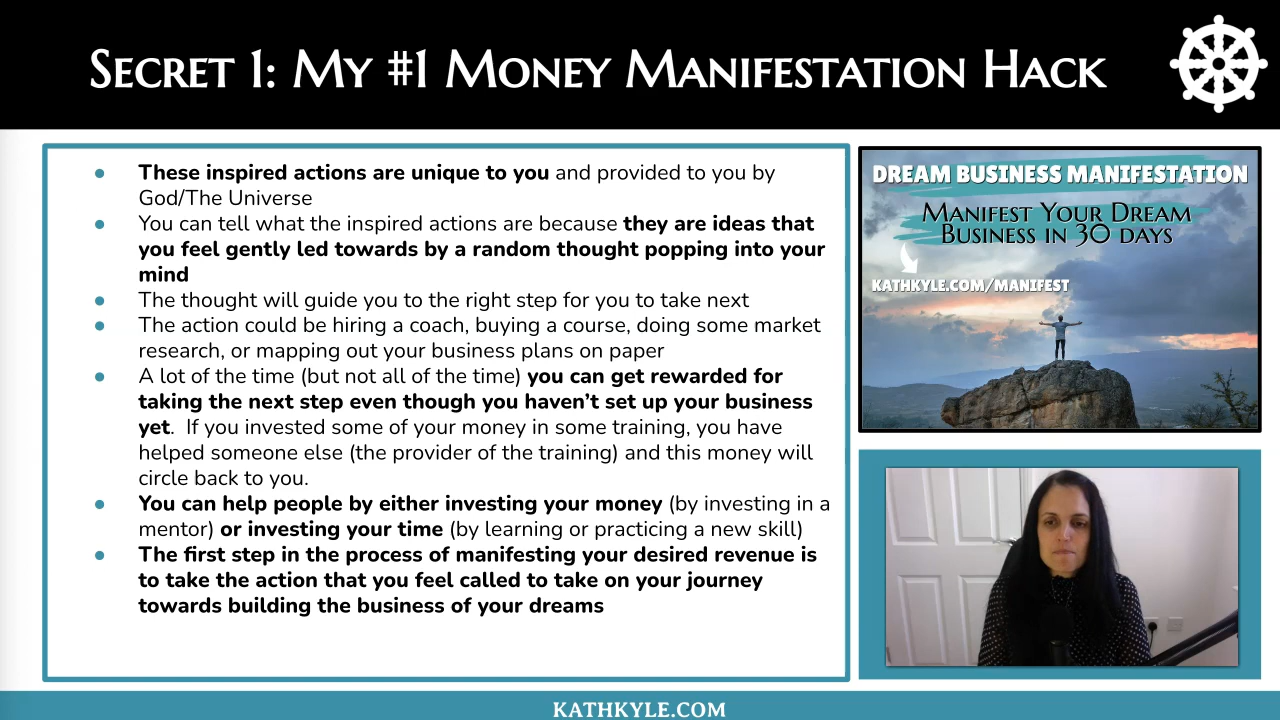 Secret 1: My #1 Money Manifestation Hack
● These inspired actions are unique to you and provided to you by
God/The Universe
● You can tell what the inspired actions are because they are ideas that
you feel gently led towards by a random thought popping into your
mind
● The thought will guide you to the right step for you to take next
● The action could be hiring a coach, buying a course, doing some market
research, or mapping out your business plans on paper
● A lot of the time (but not all of the time) you can get rewarded for
taking the next step even though you haven’t set up your business
yet.  If you invested some of your money in some training, you have
helped someone else (the provider of the training) and this money will
circle back to you.
● You can help people by either investing your money (by investing in a
mentor) or investing your time (by learning or practicing a new skill)
● The first step in the process of manifesting your desired revenue is
to take the action that you feel called to take on your journey
towards building the business of your dreams
DREAM BUSINESS MANIFESTATION
Manifest Your Dream
Business in 30 days
KATHKYLE.COM/MANIFEST
KATHKYLE.COM